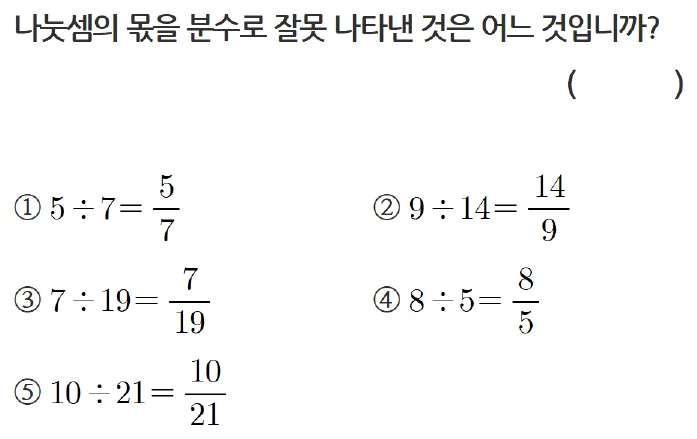 나눗셈의 몫을 분수로 잘못 나타낸 것은 어느 것입니까?
( )
① 5 ÷ 7 = 5/7 ② 9 ÷ 14 = 14/9
③ 7 ÷ 19 = 7/19 ④ 8 ÷ 5 = 8/5
⑤ 10 ÷ 21 = 10/21